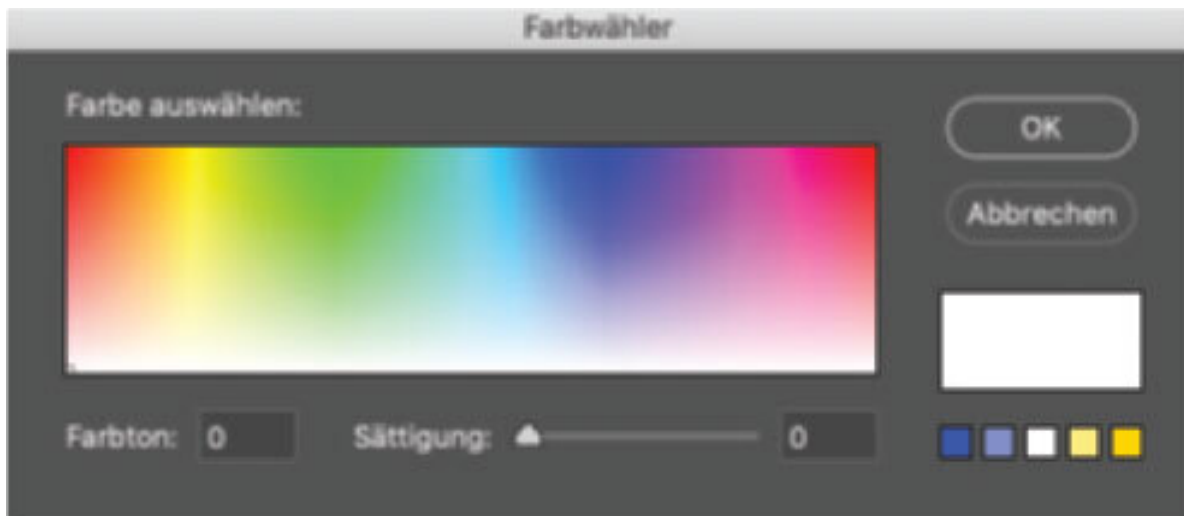 Farbwähler
Farbe auswählen:
OK
Abbrechen
Farbton: 0 Sättigung: 0